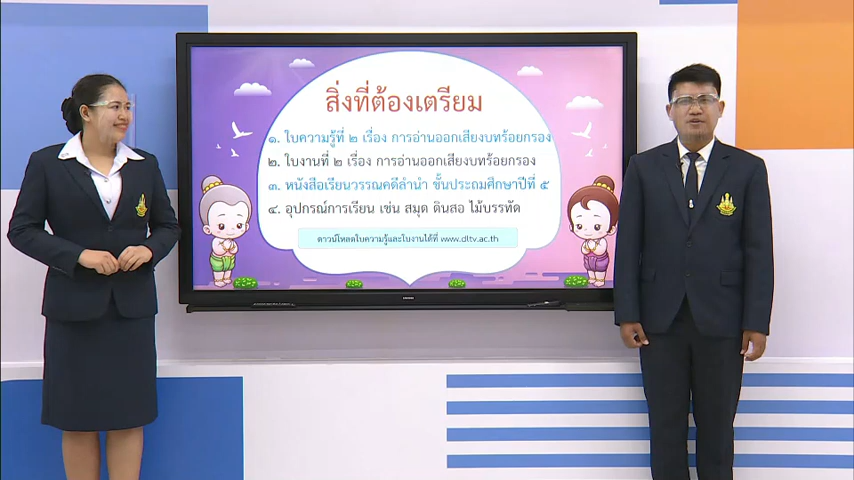 สิ่งที่ต้องเตรียม
๑. ใบความรู้ที่ ๒ เรื่อง การอ่านออกเสียงบทร้อยกรอง
๒. ใบงานที่ ๒ เรื่อง การอ่านออกเสียงบทร้อยกรอง
๓. หนังสือเรียนวรรณคดีลำนำ ชั้นประถมศึกษาปีที่ ๕
๔. อุปกรณ์การเรียน เช่น สมุด ดินสอ ไม้บรรทัด
ดาวน์โหลดใบความรู้และใบงานได้ที่ www.dltv.ac.th